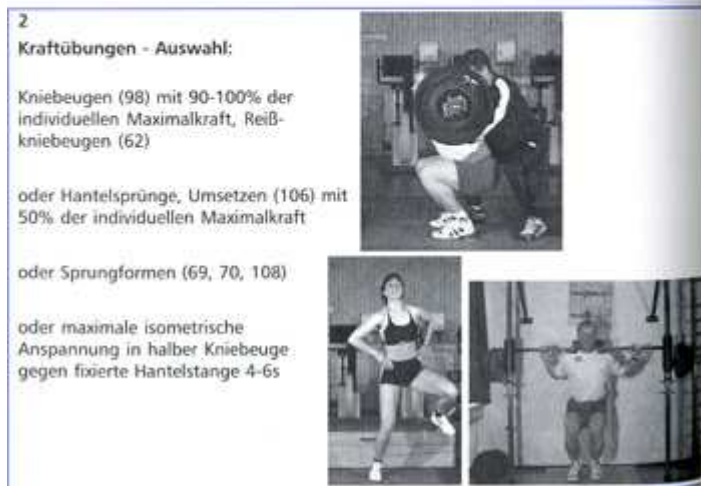 2
Kraftübungen - Auswahl:
Kniebeugen (98) mit 90-100% der
individuellen Maximalkraft, Reiß-
kniebeugen (62)
oder Hantelsprünge, Umsetzen (106) mit
50% der individuellen Maximalkraft
oder Sprungformen (69, 70, 108)
oder maximale isometrische
Anspannung in halber Kniebeuge
gegen fixierte Hantelstange 4-6s